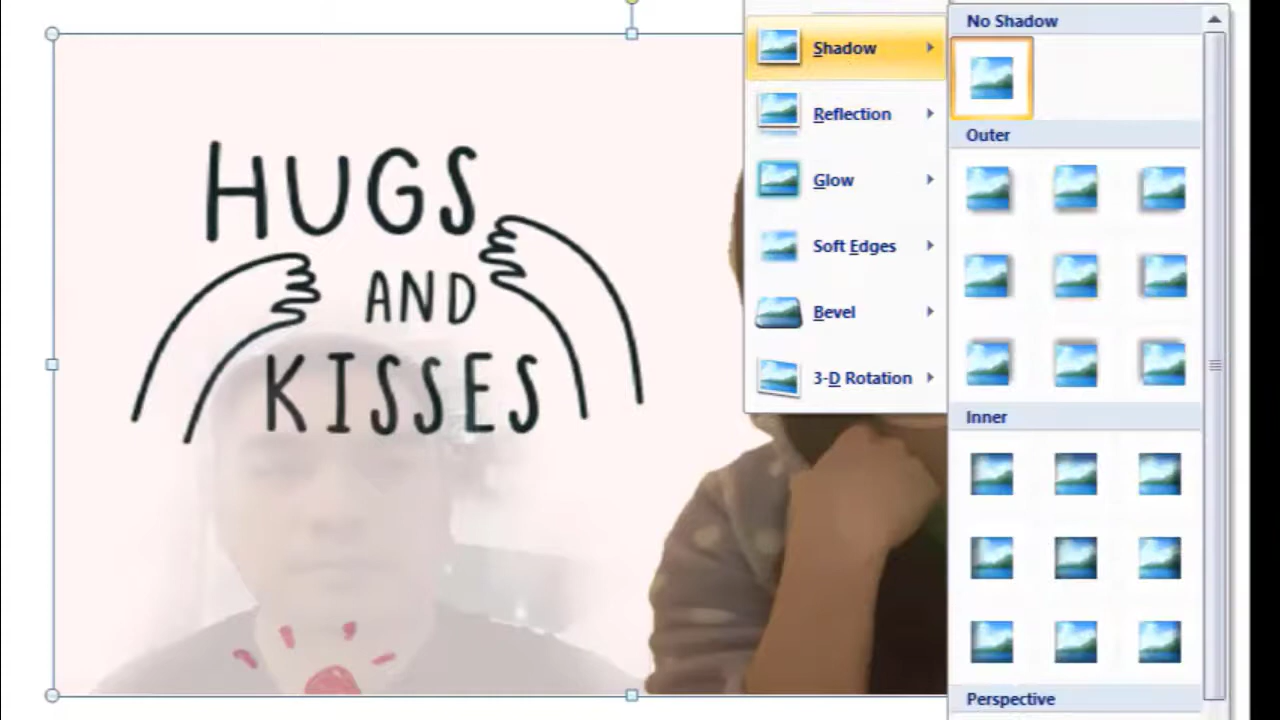 HUGS
AND
KISSES
Shadow
Reflection
Glow
Soft Edges
Bevel
3-D Rotation
No Shadow
Outer
Inner
Perspective